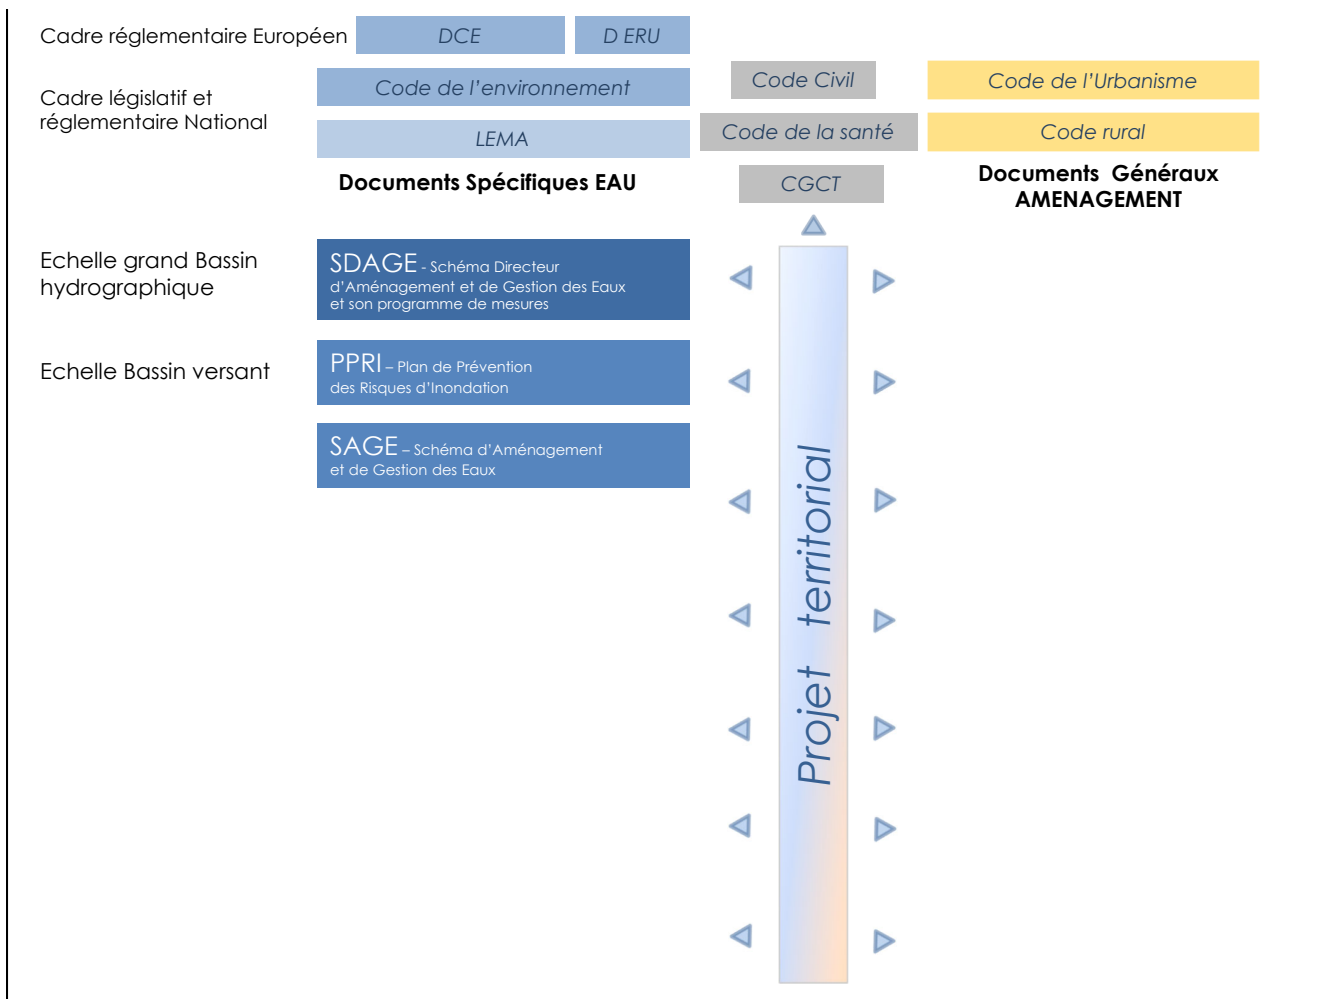 Cadre réglementaire Européen
DCE
D ERU
Cadre législatif et
réglementaire National
Code de l’environnement
LEMA
Code Civil
Code de la santé
CGCT
Code de l’Urbanisme
Code rural
Documents Spécifiques EAU
Documents Généraux
AMENAGEMENT
Echelle grand Bassin
hydrographique
SDAGE - Schéma Directeur
d’Aménagement et de Gestion des Eaux
et son programme de mesures
Echelle Bassin versant
PPRI – Plan de Prévention
des Risques d’Inondation
SAGE – Schéma d’Aménagement
et de Gestion des Eaux
Projet territorial